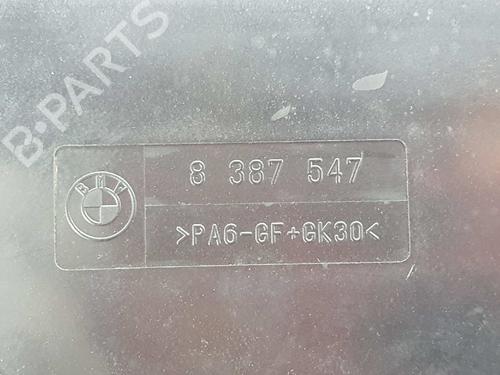 B-PARTS
BMW
8 387 547
>PA6-GF+GK30<